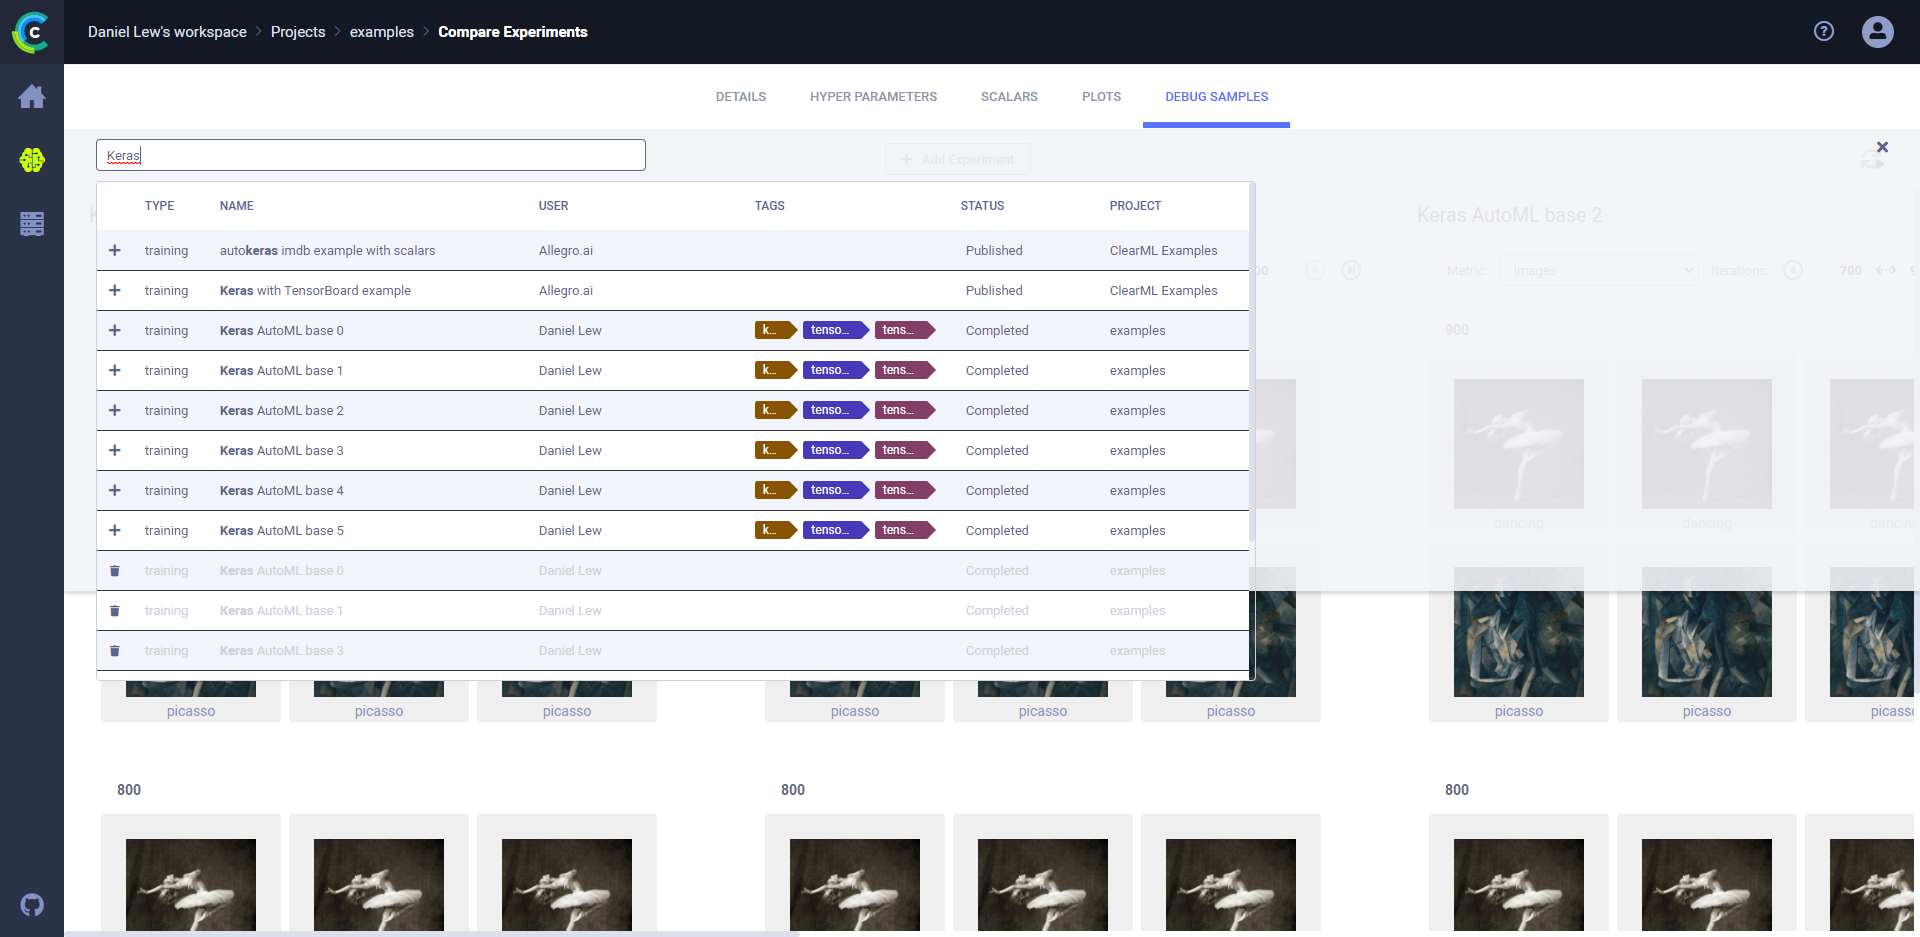 Daniel Lew's workspace > Projects > examples > Compare Experiments
DETAILS HYPER PARAMETERS SCALARS PLOTS DEBUG SAMPLES
Keras
+ Add Experiment
TYPE NAME USER TAGS STATUS PROJECT
Keras AutoML base 2
training autokeras imdb example with scalars Allegro.ai Published ClearML Examples
Metric: images Iterations: 700
training Keras with TensorBoard example Allegro.ai Published ClearML Examples
training Keras AutoML base 0 Daniel Lew k... tenso... tens... Completed examples
900
training Keras AutoML base 1 Daniel Lew k... tenso... tens... Completed examples
training Keras AutoML base 2 Daniel Lew k... tenso... tens... Completed examples
training Keras AutoML base 3 Daniel Lew k... tenso... tens... Completed examples
training Keras AutoML base 4 Daniel Lew k... tenso... tens... Completed examples
training Keras AutoML base 5 Daniel Lew k... tenso... tens... Completed examples
dancing dancing dancin
training Keras AutoML base 0 Daniel Lew Completed examples
training Keras AutoML base 1 Daniel Lew Completed examples
training Keras AutoML base 3 Daniel Lew Completed examples
picasso picasso picasso picasso picasso picasso picasso picasso picass
800 800 800